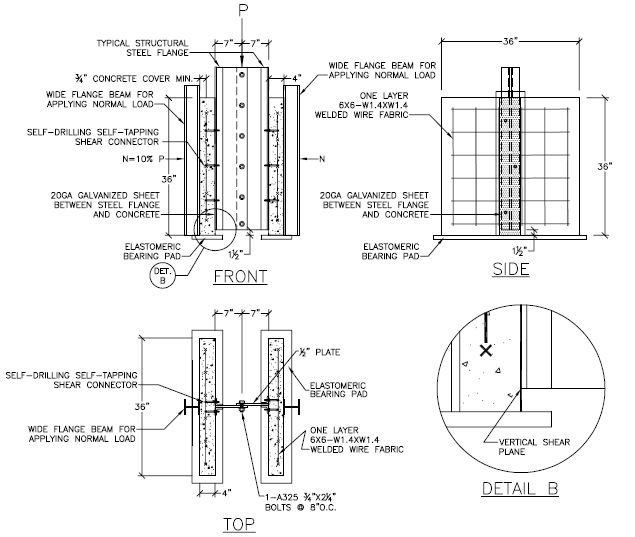 P
7"
7"
TYPICAL STRUCTURAL
STEEL FLANGE
¾" CONCRETE COVER MIN.
4"
WIDE FLANGE BEAM FOR
APPLYING NORMAL LOAD
WIDE FLANGE BEAM FOR
APPLYING NORMAL LOAD
SELF-DRILLING SELF-TAPPING
SHEAR CONNECTOR
N=10% P
N
36"
20GA GALVANIZED SHEET
BETWEEN STEEL FLANGE
AND CONCRETE
ELASTOMERIC
BEARING PAD
1½"
DET.
B
FRONT
36"
ONE LAYER
6X6-W1.4XW1.4
WELDED WIRE FABRIC
36"
20GA GALVANIZED SHEET
BETWEEN STEEL FLANGE
AND CONCRETE
ELASTOMERIC
BEARING PAD
1½"
SIDE
7"
7"
½" PLATE
SELF-DRILLING SELF-TAPPING
SHEAR CONNECTOR
ELASTOMERIC
BEARING PAD
36"
WIDE FLANGE BEAM FOR
APPLYING NORMAL LOAD
ONE LAYER
6X6-W1.4XW1.4
WELDED WIRE FABRIC
4"
1-A325 ¾"X2¼"
BOLTS @ 8"O.C.
TOP
VERTICAL SHEAR
PLANE
DETAIL B